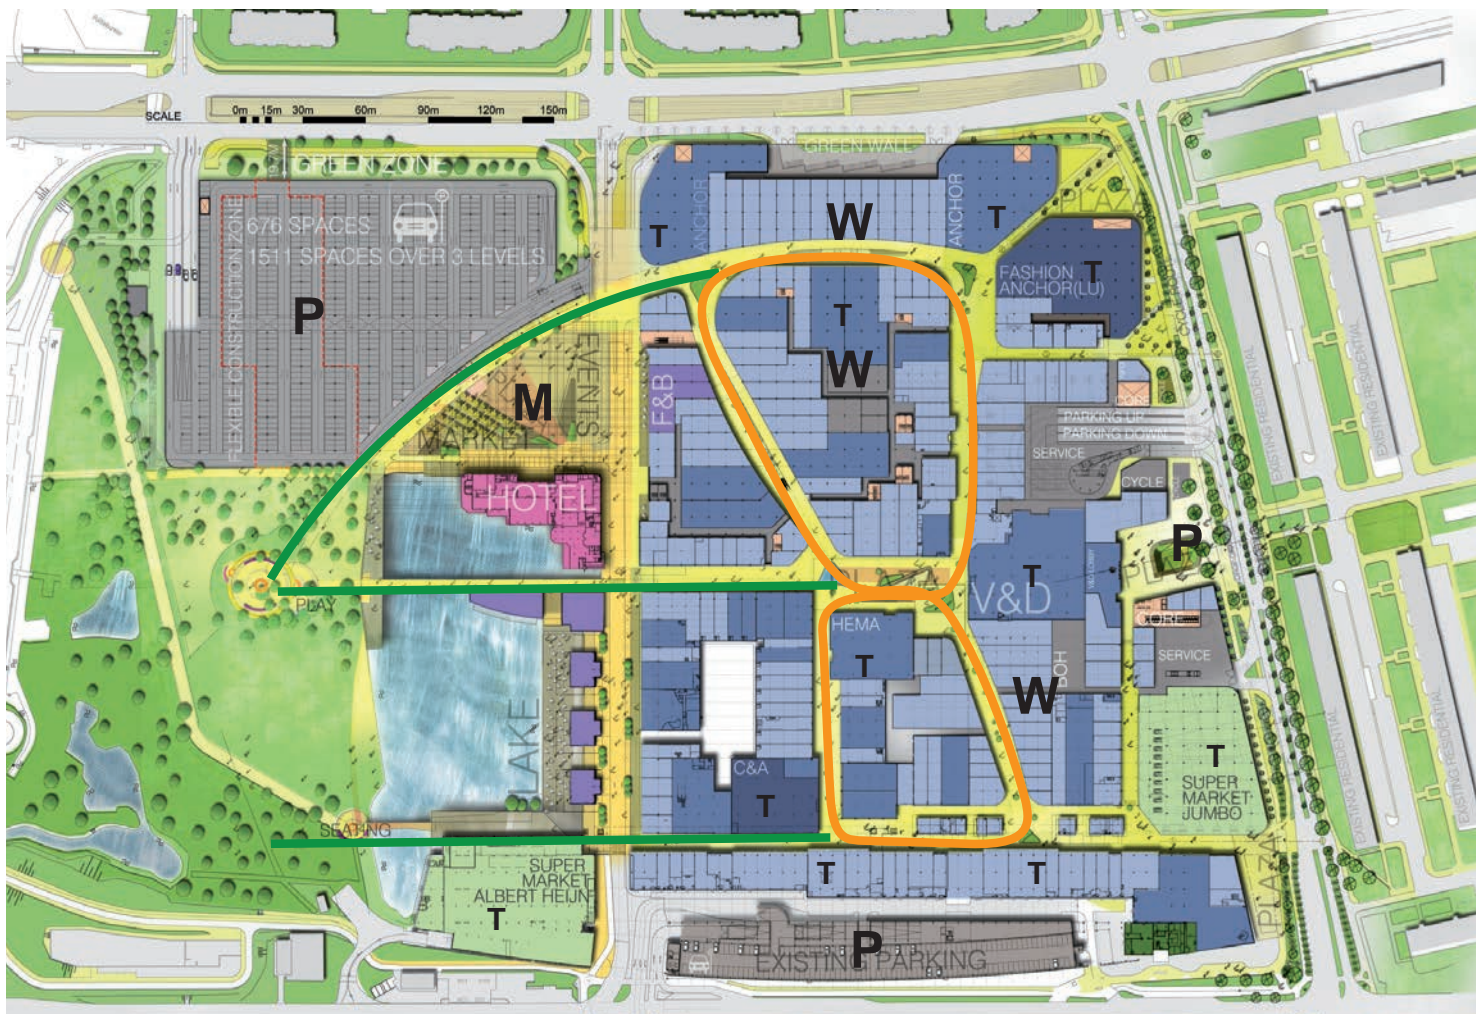 SCALE
0m 15m 30m 60m 90m 120m 150m
GREEN WALL
GREEN ZONE
19.7M
ANCHOR
T
W
ANCHOR
T
PLAZA
676 SPACES
1511 SPACES OVER 3 LEVELS
FLEXIBLE CONSTRUCTION ZONE
P
FASHION
ANCHOR(LU)
T
T
W
EVENTS
M
MARKET
F&B
CORE
PARKING UP
PARKING DOWN
SERVICE
CYCLE
EXISTING RESIDENTIAL
EXISTING RESIDENTIAL
HOTEL
P
T
V&D
PLAY
HEMA
T
CORE
SERVICE
BOH
W
LAKE
C&A
T
T
SUPER
MARKET
JUMBO
EXISTING RESIDENTIAL
EXISTING RESIDENTIAL
SEATING
SUPER
MARKET
ALBERT HEIJN
T
T
T
PLAZA
P
EXISTING PARKING